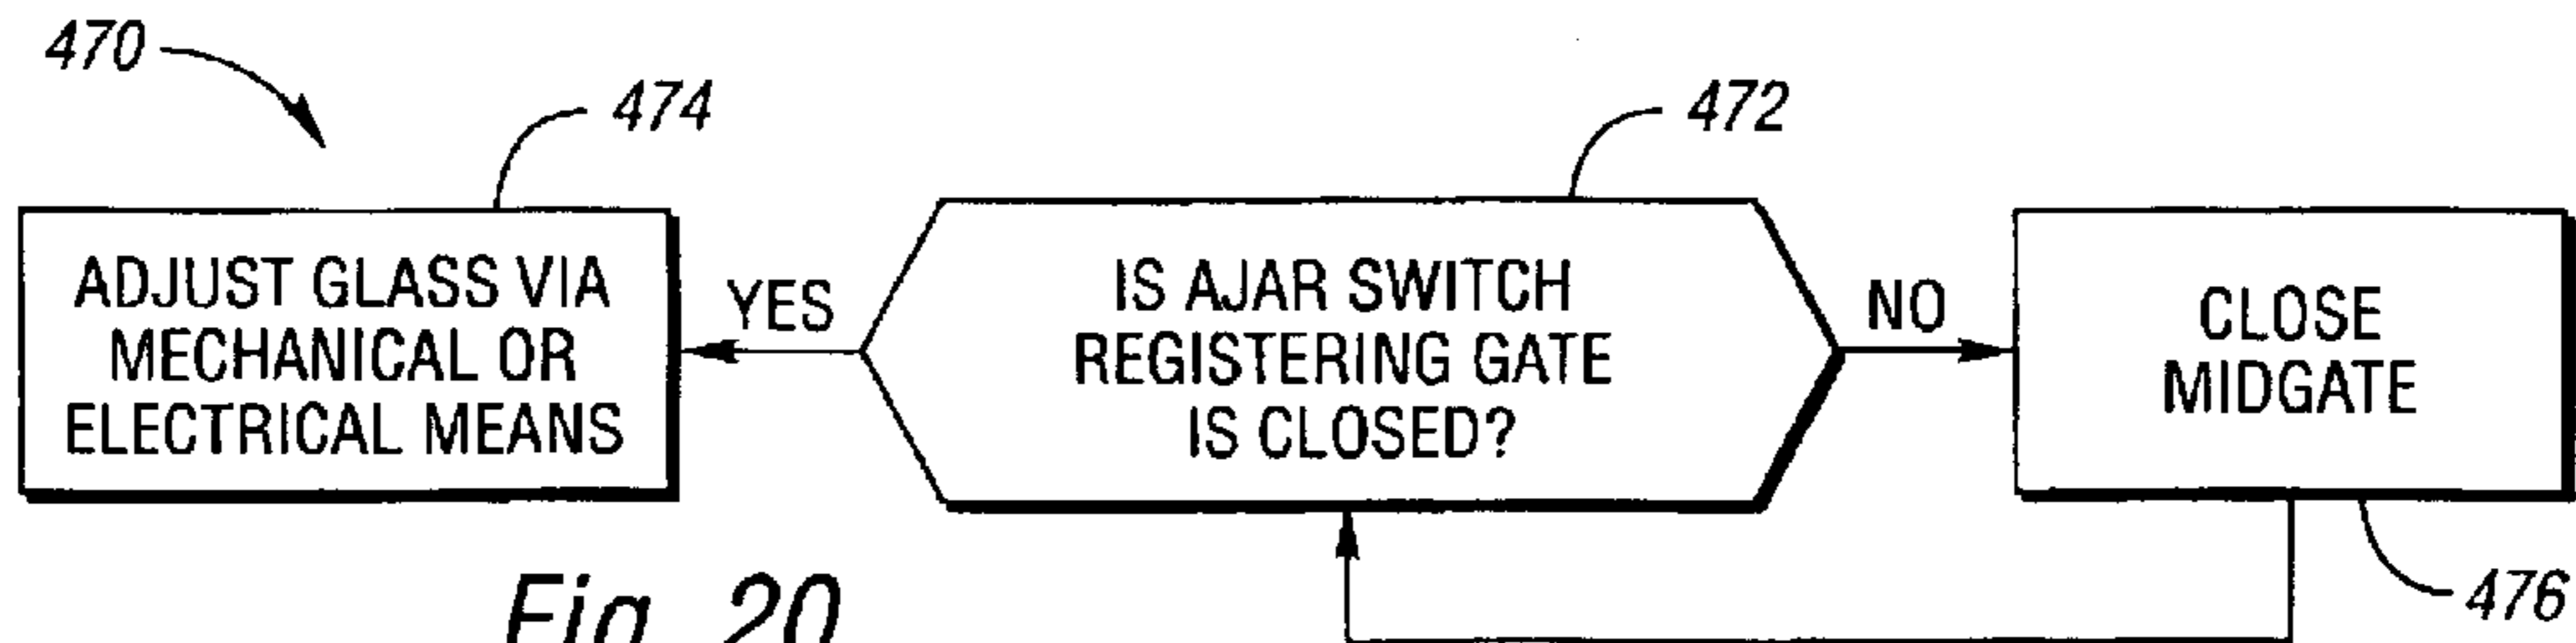 470
474
472
ADJUST GLASS VIA
MECHANICAL OR
ELECTRICAL MEANS
YES
IS AJAR SWITCH
REGISTERING GATE
IS CLOSED?
NO
CLOSE
MIDGATE
476
Fig. 20